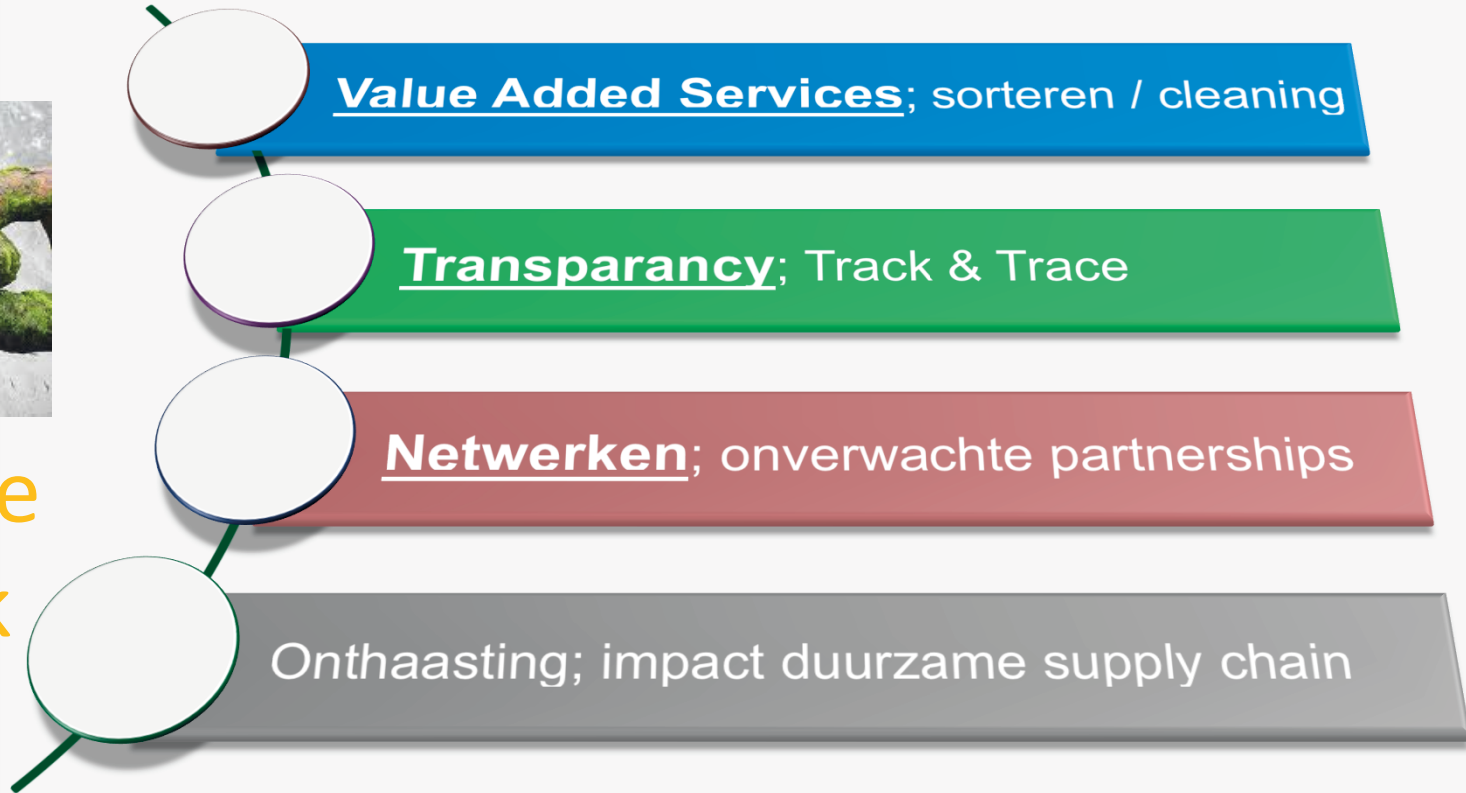 Value Added Services; sorteren / cleaning
Transparancy; Track & Trace
Netwerken; onverwachte partnerships
Onthaasting; impact duurzame supply chain